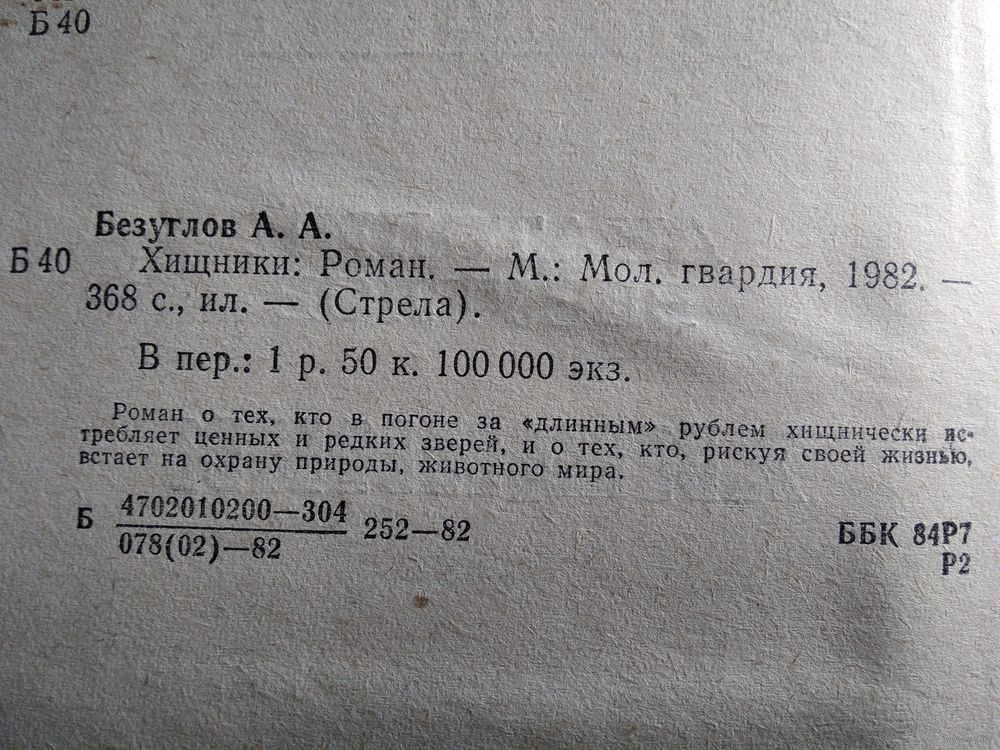 Б 40
Безуглов А. А.
Б 40 Хищники: Роман. — М.: Мол. гвардия, 1982. —
368 с., ил. — (Стрела).
В пер.: 1 р. 50 к. 100 000 экз.
Роман о тех, кто в погоне за «длинным» рублем хищнически ис-
требляет ценных и редких зверей, и о тех, кто, рискуя своей жизнью,
встает на охрану природы, животного мира.
Б 4702010200—304 252—82
078(02)—82
ББК 84Р7
Р2